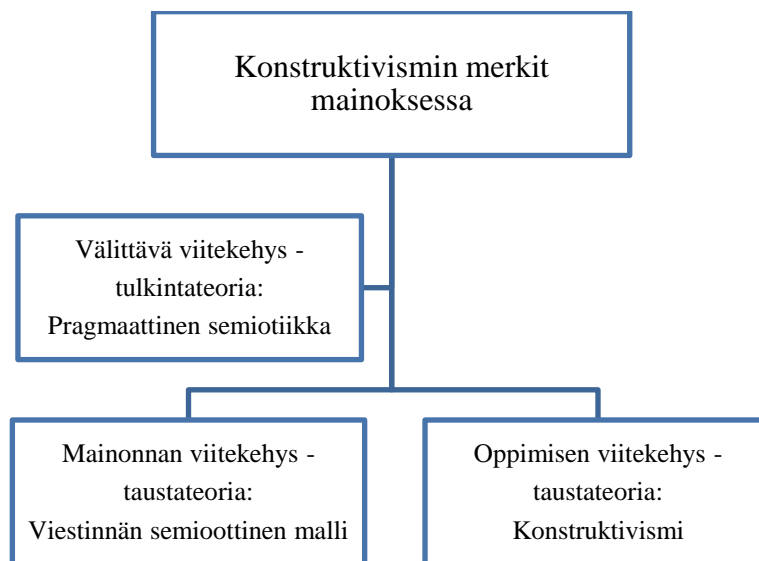 Konstruktivismin merkit
mainoksessa
Välittävä viitekehys -
tulkintateoria:
Pragmaattinen semiotiikka
Mainonnan viitekehys -
taustateoria:
Viestinnän semioottinen malli
Oppimisen viitekehys -
taustateoria:
Konstruktivismi